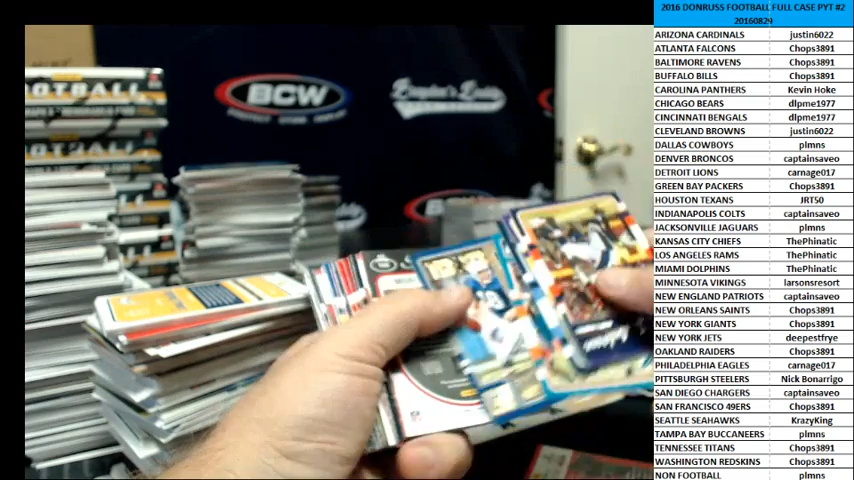 2016 DONRUSS FOOTBALL FULL CASE PYT #2
20160824
ARIZONA CARDINALS justin6022
ATLANTA FALCONS Chops3891
BALTIMORE RAVENS Chops3891
BUFFALO BILLS Chops3891
CAROLINA PANTHERS Kevin Hoke
CHICAGO BEARS dlpme1977
CINCINNATI BENGALS dlpme1977
CLEVELAND BROWNS justin6022
DALLAS COWBOYS plmns
DENVER BRONCOS captainsaveo
DETROIT LIONS carnage017
GREEN BAY PACKERS Chops3891
HOUSTON TEXANS JRT50
INDIANAPOLIS COLTS captainsaveo
JACKSONVILLE JAGUARS plmns
KANSAS CITY CHIEFS ThePhinatic
LOS ANGELES RAMS ThePhinatic
MIAMI DOLPHINS ThePhinatic
MINNESOTA VIKINGS larsonsresort
NEW ENGLAND PATRIOTS captainsaveo
NEW ORLEANS SAINTS Chops3891
NEW YORK GIANTS Chops3891
NEW YORK JETS deepestfrye
OAKLAND RAIDERS Chops3891
PHILADELPHIA EAGLES carnage017
PITTSBURGH STEELERS Nick Bonarrigo
SAN DIEGO CHARGERS captainsaveo
SAN FRANCISCO 49ERS Chops3891
SEATTLE SEAHAWKS KrazyKing
TAMPA BAY BUCCANEERS plmns
TENNESSEE TITANS Chops3891
WASHINGTON REDSKINS Chops3891
NON FOOTBALL plmns
BCW
OTBALL
OTBALL